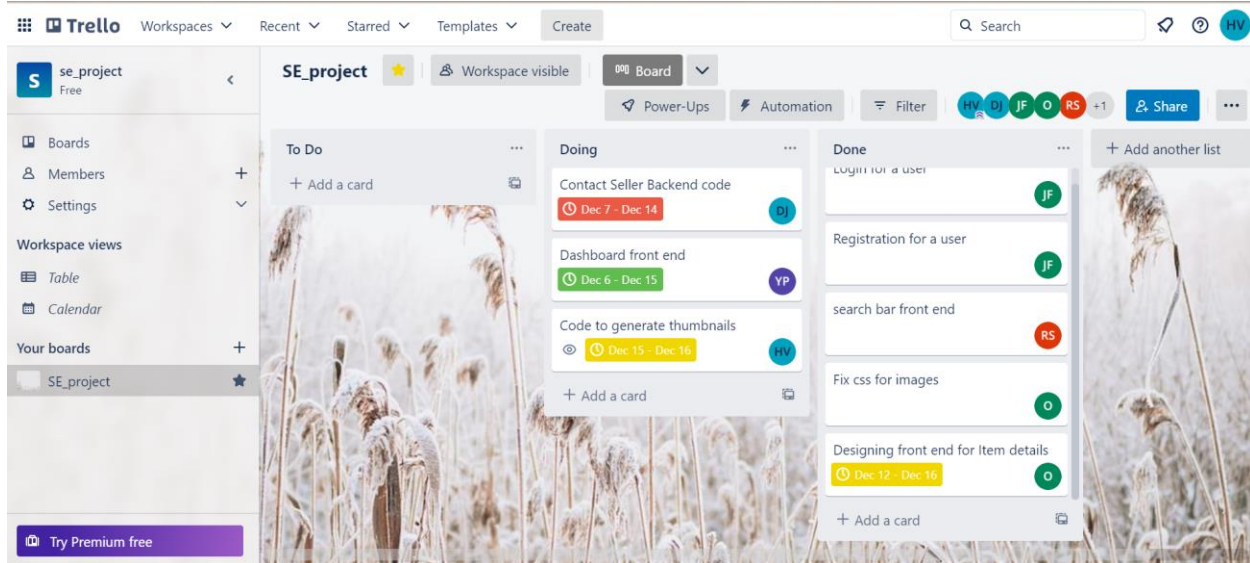 Trello Workspaces Recent Starred Templates Create Search HV
S se_project
Free
Boards
Members
Settings
Workspace views
Table
Calendar
Your boards
SE_project
Try Premium free
SE_project Workspace visible Board
Power-Ups Automation Filter HV DJ JF O RS +1 Share
To Do
Add a card
Doing
Contact Seller Backend code
Dec 7 - Dec 14 DJ
Dashboard front end
Dec 6 - Dec 15 YP
Code to generate thumbnails
Dec 15 - Dec 16 HV
Add a card
Done
Login for a user
JF
Registration for a user
JF
search bar front end
RS
Fix css for images
O
Designing front end for Item details
Dec 12 - Dec 16 O
Add a card
Add another list